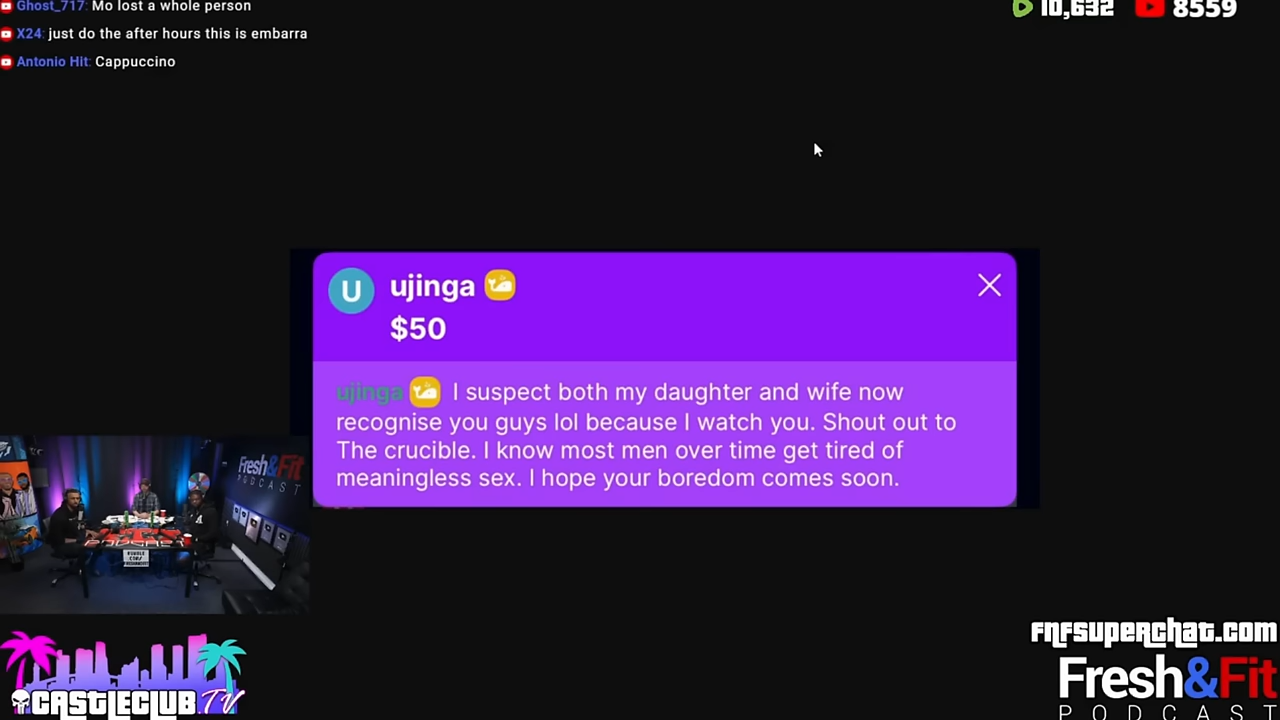 Ghost_717: Mo lost a whole person
X24: just do the after hours this is embarra
Antonio Hit: Cappuccino
10,632 8559
U ujinga
$50
ujinga I suspect both my daughter and wife now
recognise you guys lol because I watch you. Shout out to
The crucible. I know most men over time get tired of
meaningless sex. I hope your boredom comes soon.
Fresh&Fit
PODCAST
PODCAST
CASTLECLUB.TV
FNFSUPERCHAT.COM
Fresh&Fit
PODCAST